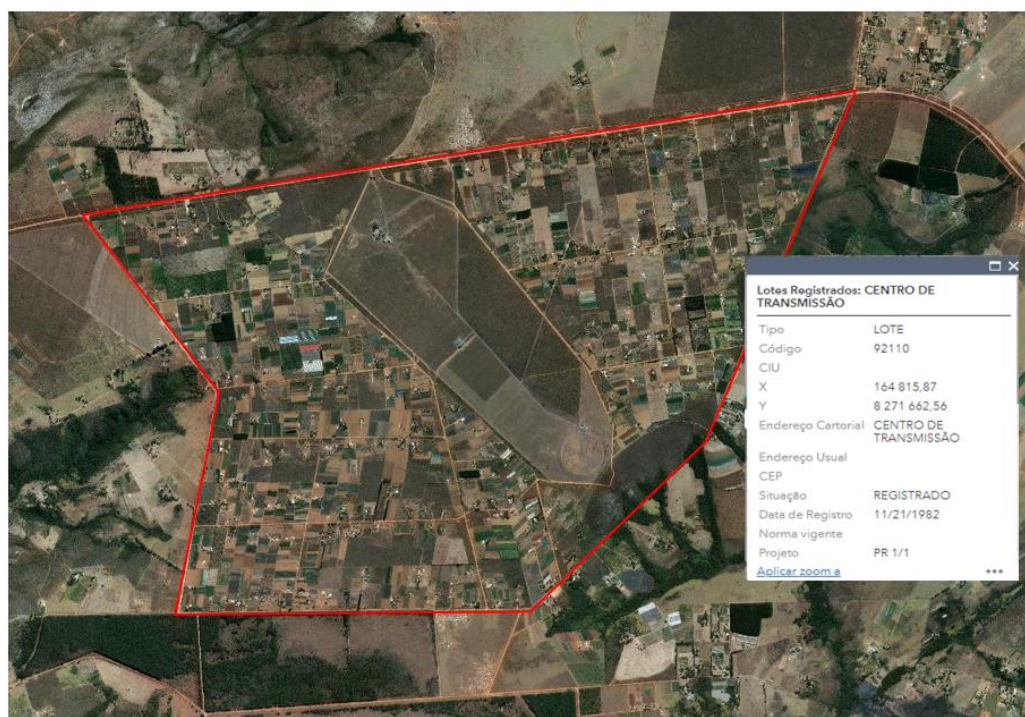 Lotes Registrados: CENTRO DE
TRANSMISSÃO
Tipo LOTE
Código 92110
CIU
X 164 815,87
Y 8 271 662,56
Endereço Cartorial CENTRO DE
TRANSMISSÃO
Endereço Usual
CEP
Situação REGISTRADO
Data de Registro 11/21/1982
Norma vigente
Projeto PR 1/1
Aplicar zoom a